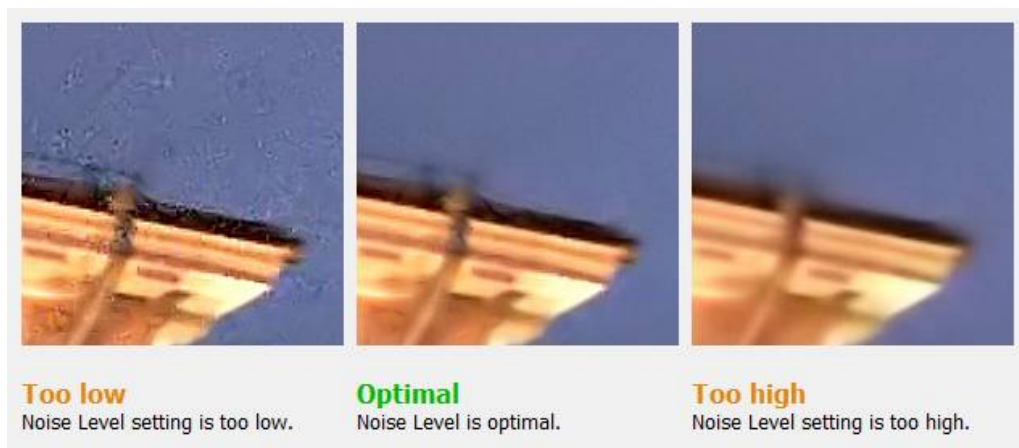 Too low
Noise Level setting is too low.
Optimal
Noise Level is optimal.
Too high
Noise Level setting is too high.